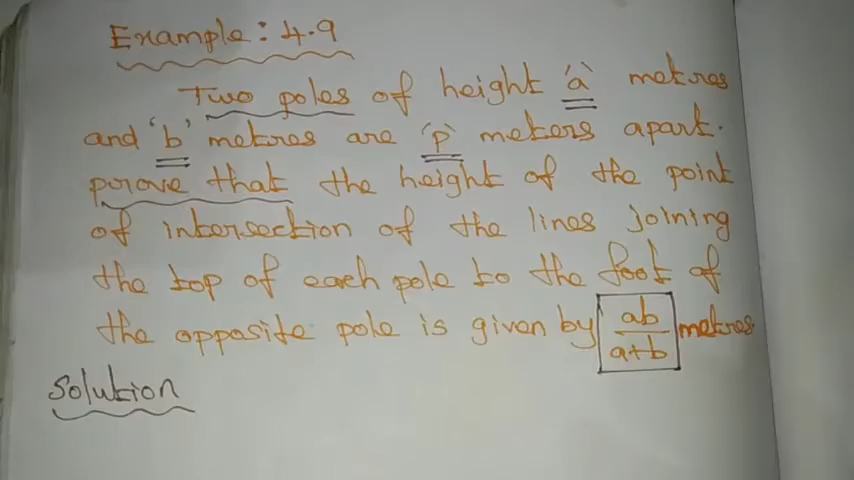 Example: 4.9
Two poles of height 'a' metres
and 'b' metres are 'p' meters apart.
prove that the height of the point
of intersection of the lines joining
the top of each pole to the foot of
the opposite pole is given by ab/a+b metres.
Solution